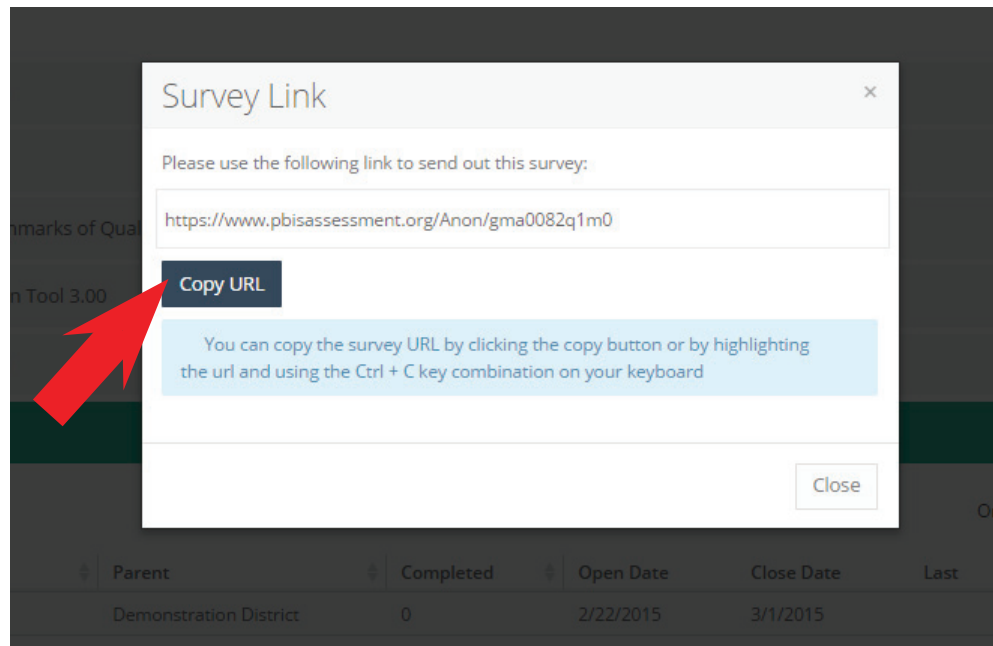 Survey Link ×
Please use the following link to send out this survey:
https://www.pbisassessment.org/Anon/gma0082q1m0
of Qual
Copy URL
Tool 3.00
You can copy the survey URL by clicking the copy button or by highlighting
the url and using the Ctrl + C key combination on your keyboard
Close
Parent Completed Open Date Close Date Last
Demonstration District 0 2/22/2015 3/1/2015